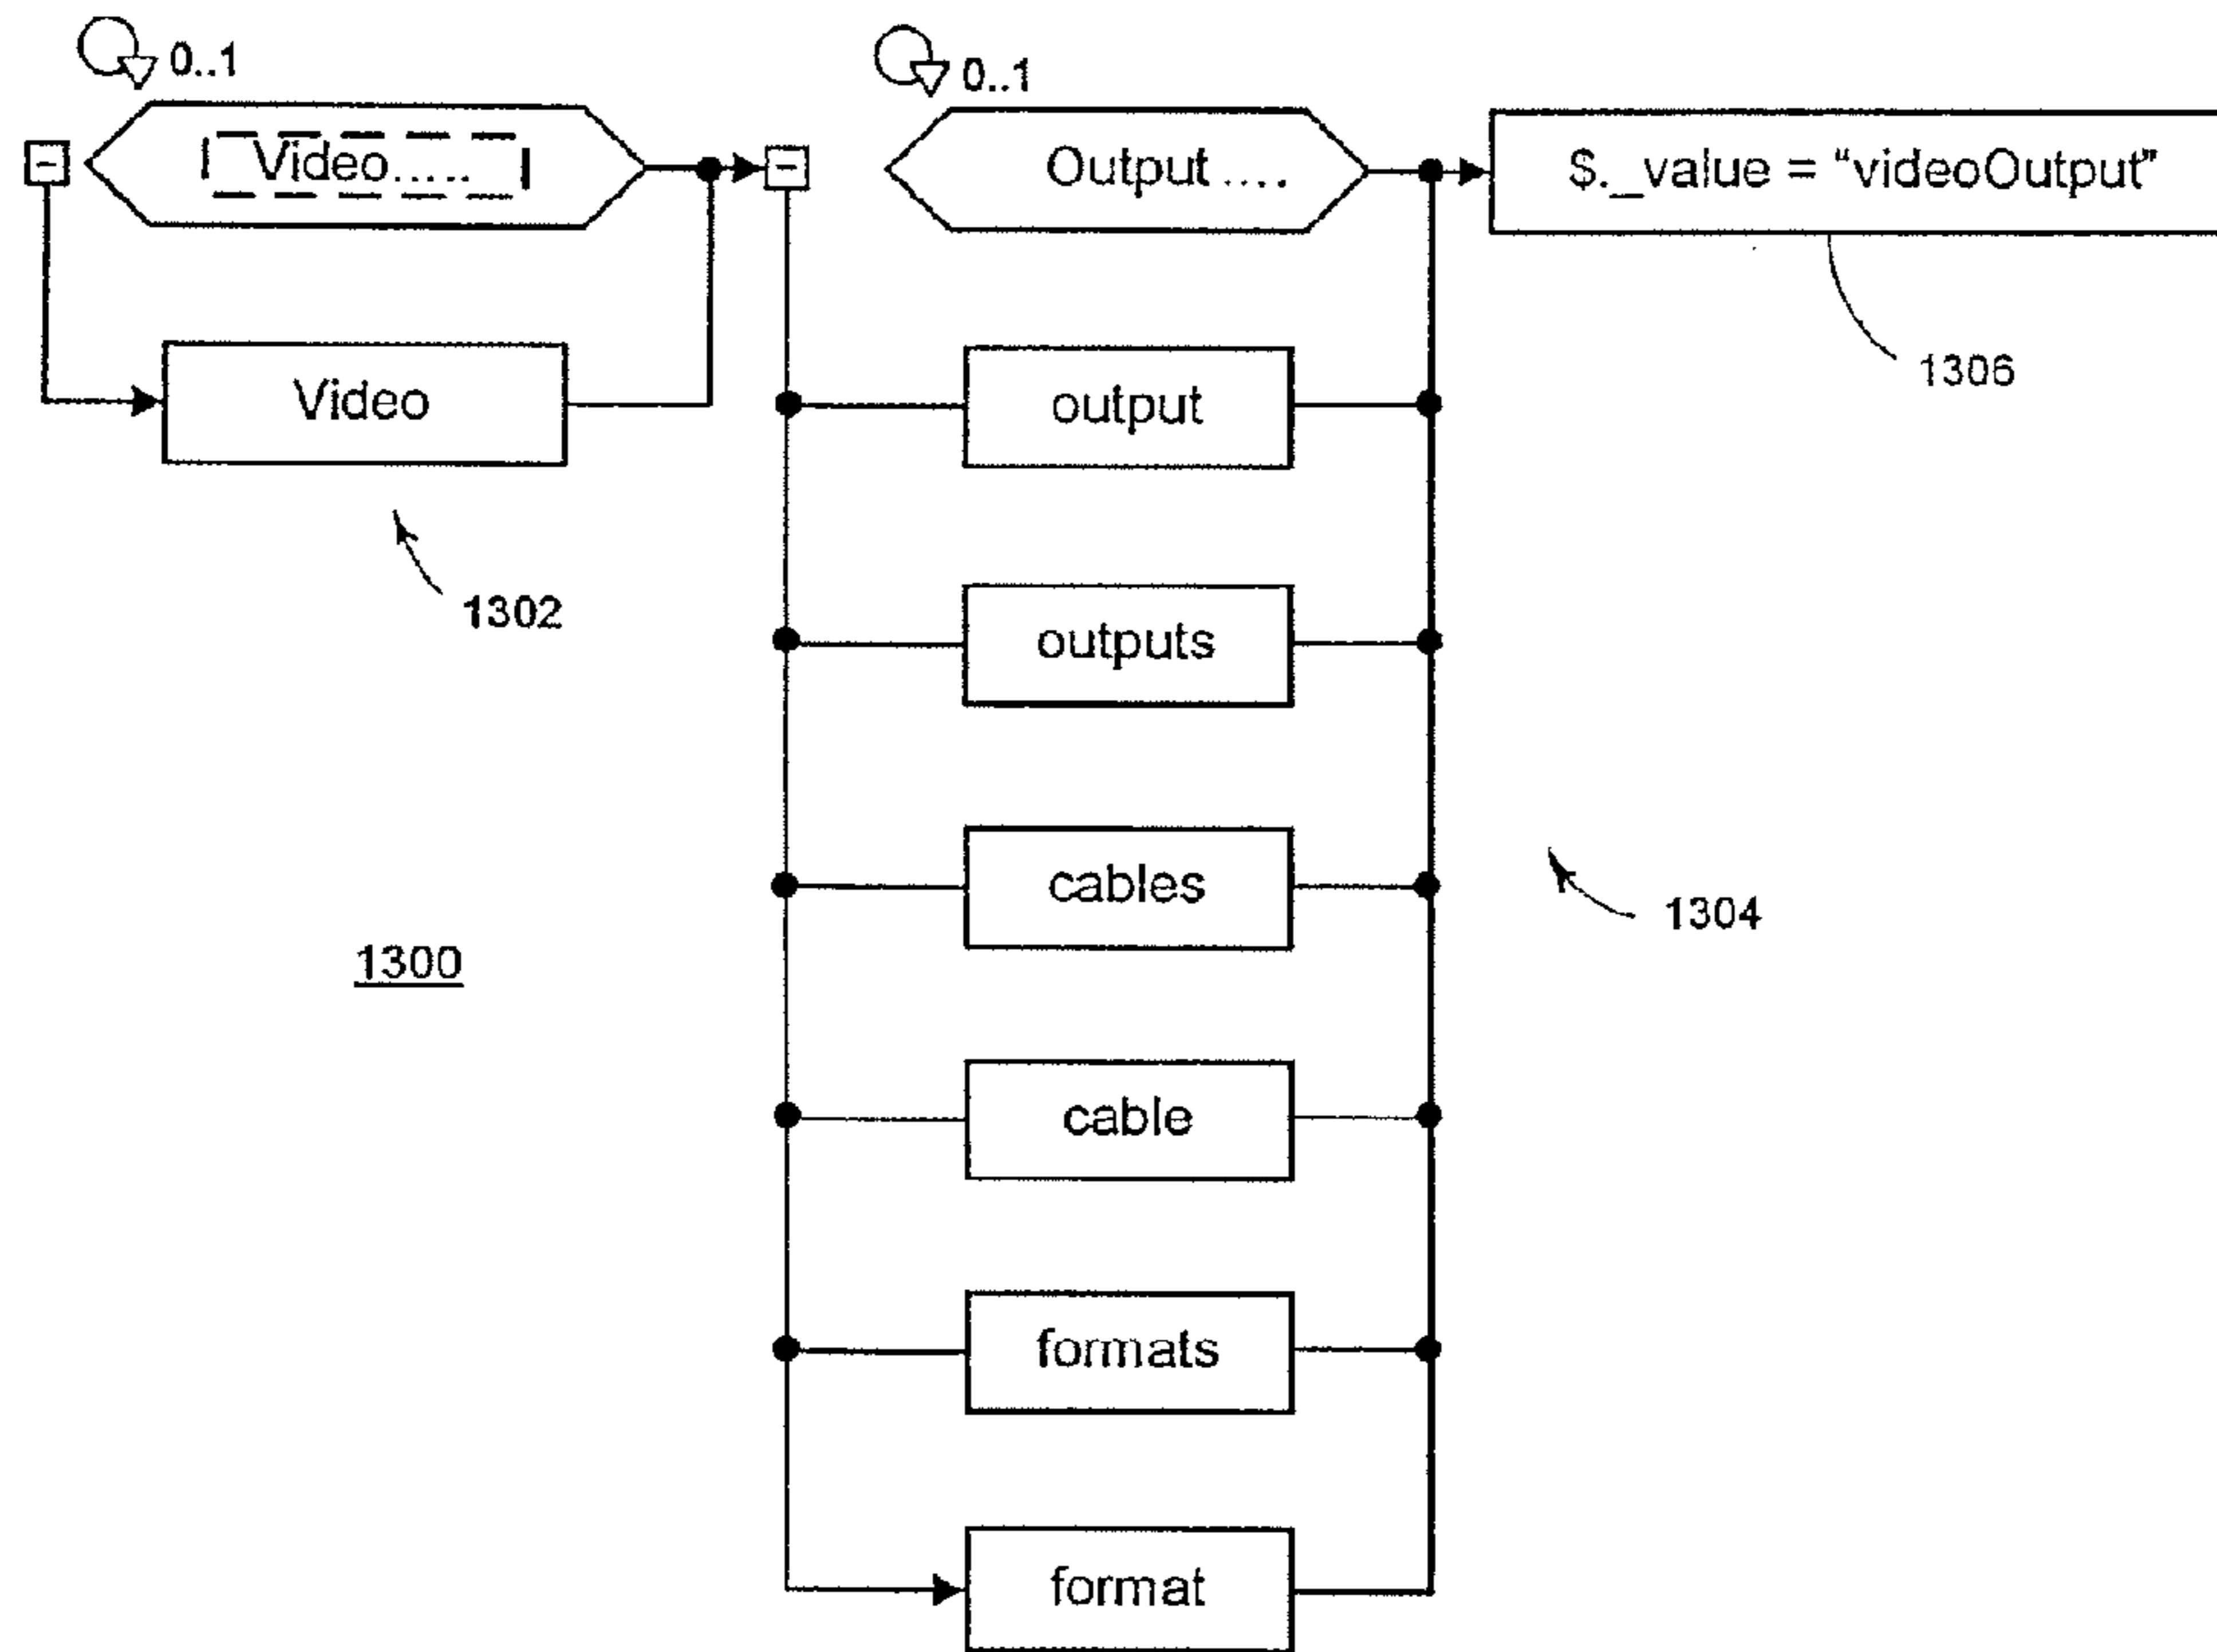 0..1
0..1
-
Video.....
-
Output ....
$._value = “videoOutput”
Video
output
1306
outputs
1302
cables
1304
1300
cable
formats
format